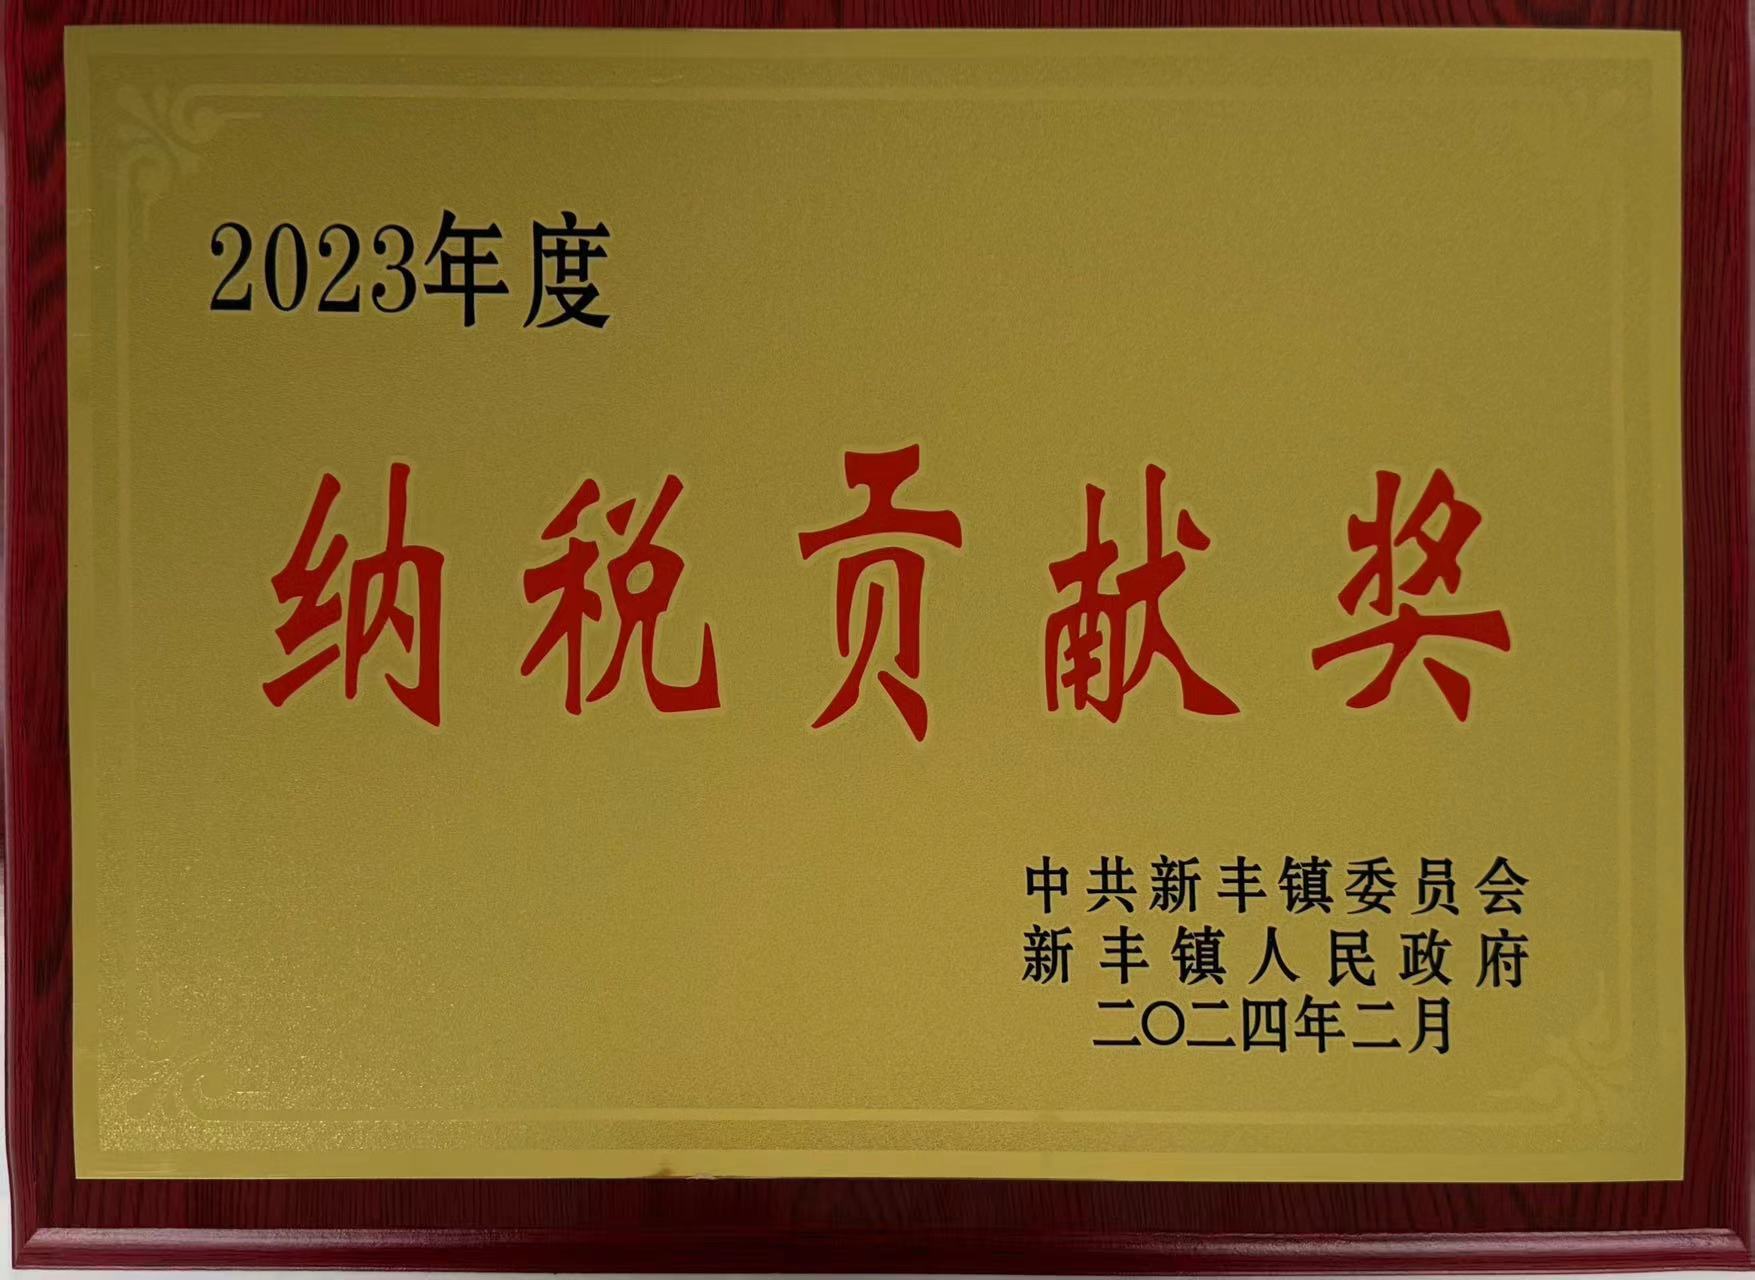 2023年度
纳税贡献奖
中共新丰镇委员会
新丰镇人民政府
二〇二四年二月